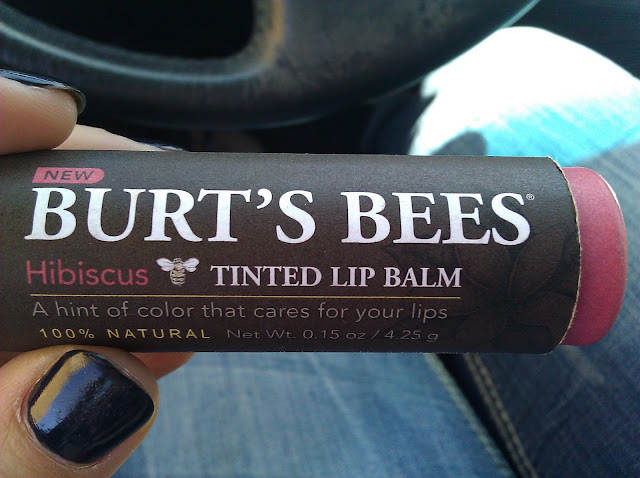 NEW
BURT'S BEES®
Hibiscus TINTED LIP BALM
A hint of color that cares for your lips
100% NATURAL Net Wt. 0.15 oz / 4.25 g